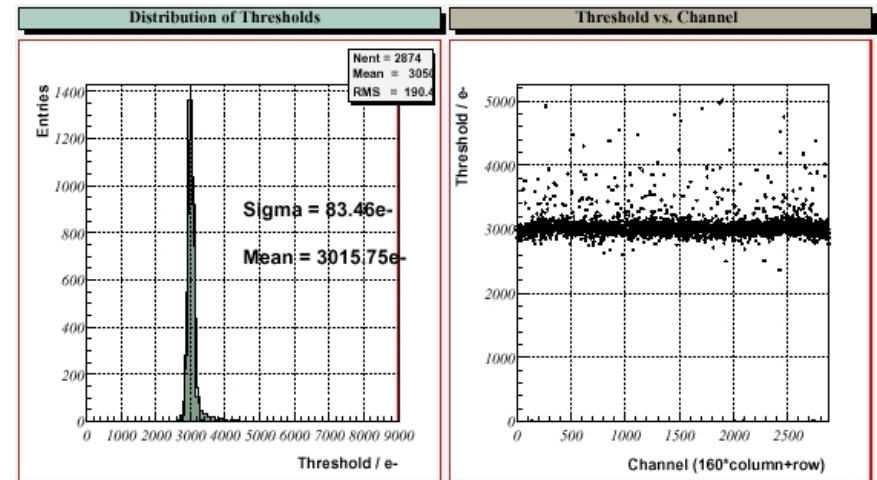 Distribution of Thresholds
Threshold vs. Channel
Nent = 2874
Mean = 3050
RMS = 190.4
Entries
1400
1200
1000
800
600
400
200
0
Sigma = 83.46e-
Mean = 3015.75e-
0 1000 2000 3000 4000 5000 6000 7000 8000 9000
Threshold / e-
Threshold / e-
5000
4000
3000
2000
1000
0
0 500 1000 1500 2000 2500
Channel (160*column+row)